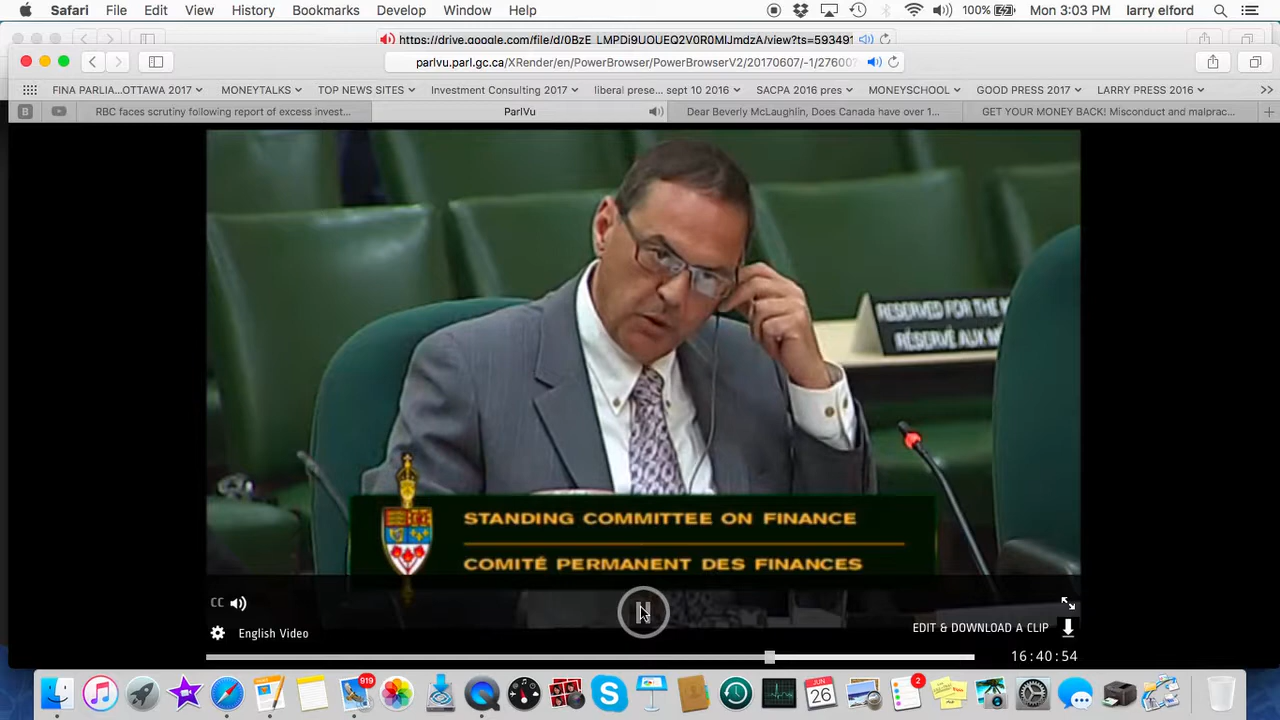 Safari File Edit View History Bookmarks Develop Window Help 100% Mon 3:03 PM larry elford
https://drive.google.com/file/d/0BzE_LMPDi9UOUEQ2V0R0MlJmdzA/view?ts=593491
parlvu.parl.gc.ca/XRender/en/PowerBrowser/PowerBrowserV2/20170607/-1/27600
FINA PARLIA...OTTAWA 2017 MONEYTALKS TOP NEWS SITES Investment Consulting 2017 liberal prese... sept 10 2016 SACPA 2016 pres MONEYSCHOOL GOOD PRESS 2017 LARRY PRESS 2016 >>
B RBC faces scrutiny following report of excess invest... ParlVu Dear Beverly McLaughlin, Does Canada have over 1... GET YOUR MONEY BACK! Misconduct and malprac...
RESERVED FOR THE
RÉSERVÉ AUX
STANDING COMMITTEE ON FINANCE
COMITÉ PERMANENT DES FINANCES
CC
EDIT & DOWNLOAD A CLIP
English Video
16:40:54
919
JUN
26
2